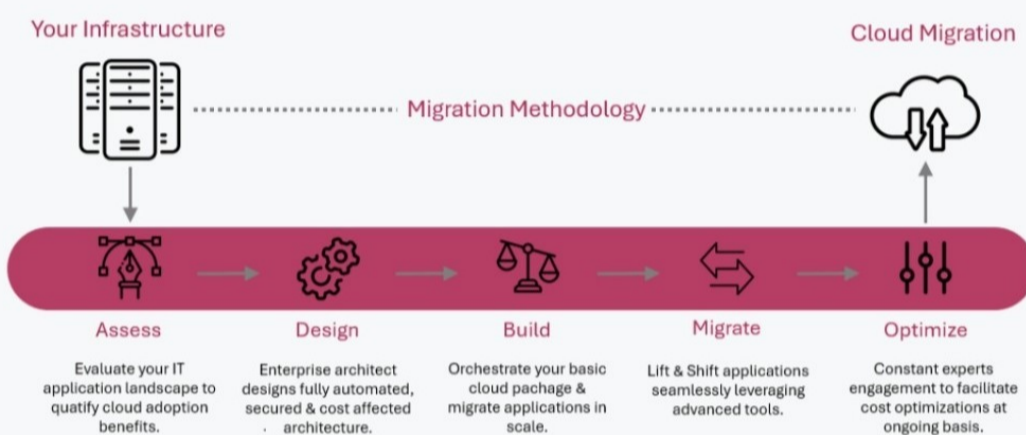 Your Infrastructure
Cloud Migration
Migration Methodology
Assess
Evaluate your IT
application landscape to
quatify cloud adoption
benefits.
Design
Enterprise architect
designs fully automated,
secured & cost affected
. architecture.
Build
Orchestrate your basic
cloud pachage &
migrate applications in
scale.
Migrate
Lift & Shift applications
seamlessly leveraging
advanced tools.
Optimize
Constant experts
engagement to facilitate
cost optimizations at
ongoing basis.